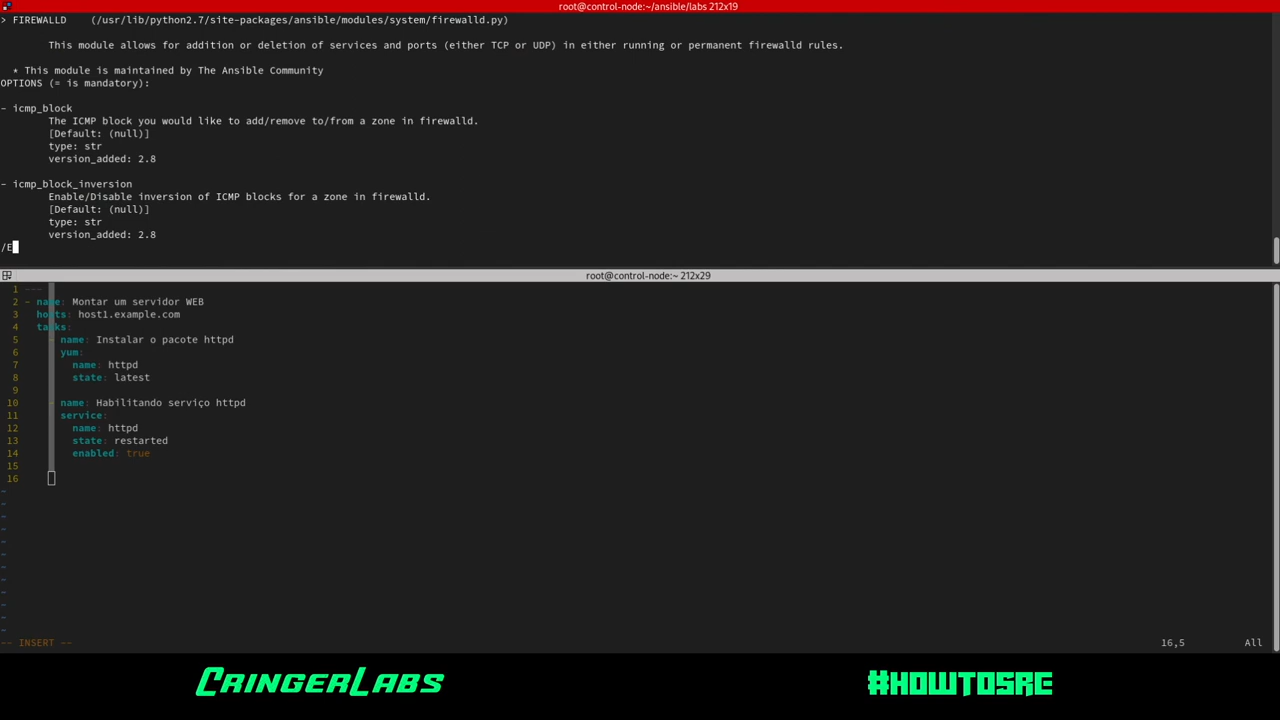 root@control-node:~/ansible/labs 212x19
> FIREWALLD    (/usr/lib/python2.7/site-packages/ansible/modules/system/firewalld.py)
This module allows for addition or deletion of services and ports (either TCP or UDP) in either running or permanent firewalld rules.
* This module is maintained by The Ansible Community
OPTIONS (= is mandatory):
- icmp_block
The ICMP block you would like to add/remove to/from a zone in firewalld.
[Default: (null)]
type: str
version_added: 2.8
- icmp_block_inversion
Enable/Disable inversion of ICMP blocks for a zone in firewalld.
[Default: (null)]
type: str
version_added: 2.8
/E
root@control-node:~ 212x29
1 ---
2 - name: Montar um servidor WEB
3   hosts: host1.example.com
4   tasks:
5     - name: Instalar o pacote httpd
6       yum:
7         name: httpd
8         state: latest
9
10     - name: Habilitando serviço httpd
11       service:
12         name: httpd
13         state: restarted
14         enabled: true
15
16
~
~
~
~
~
~
~
~
~
~
~
~
-- INSERT --    16,5    All
CRINGERLABS    #HOWTOSRE